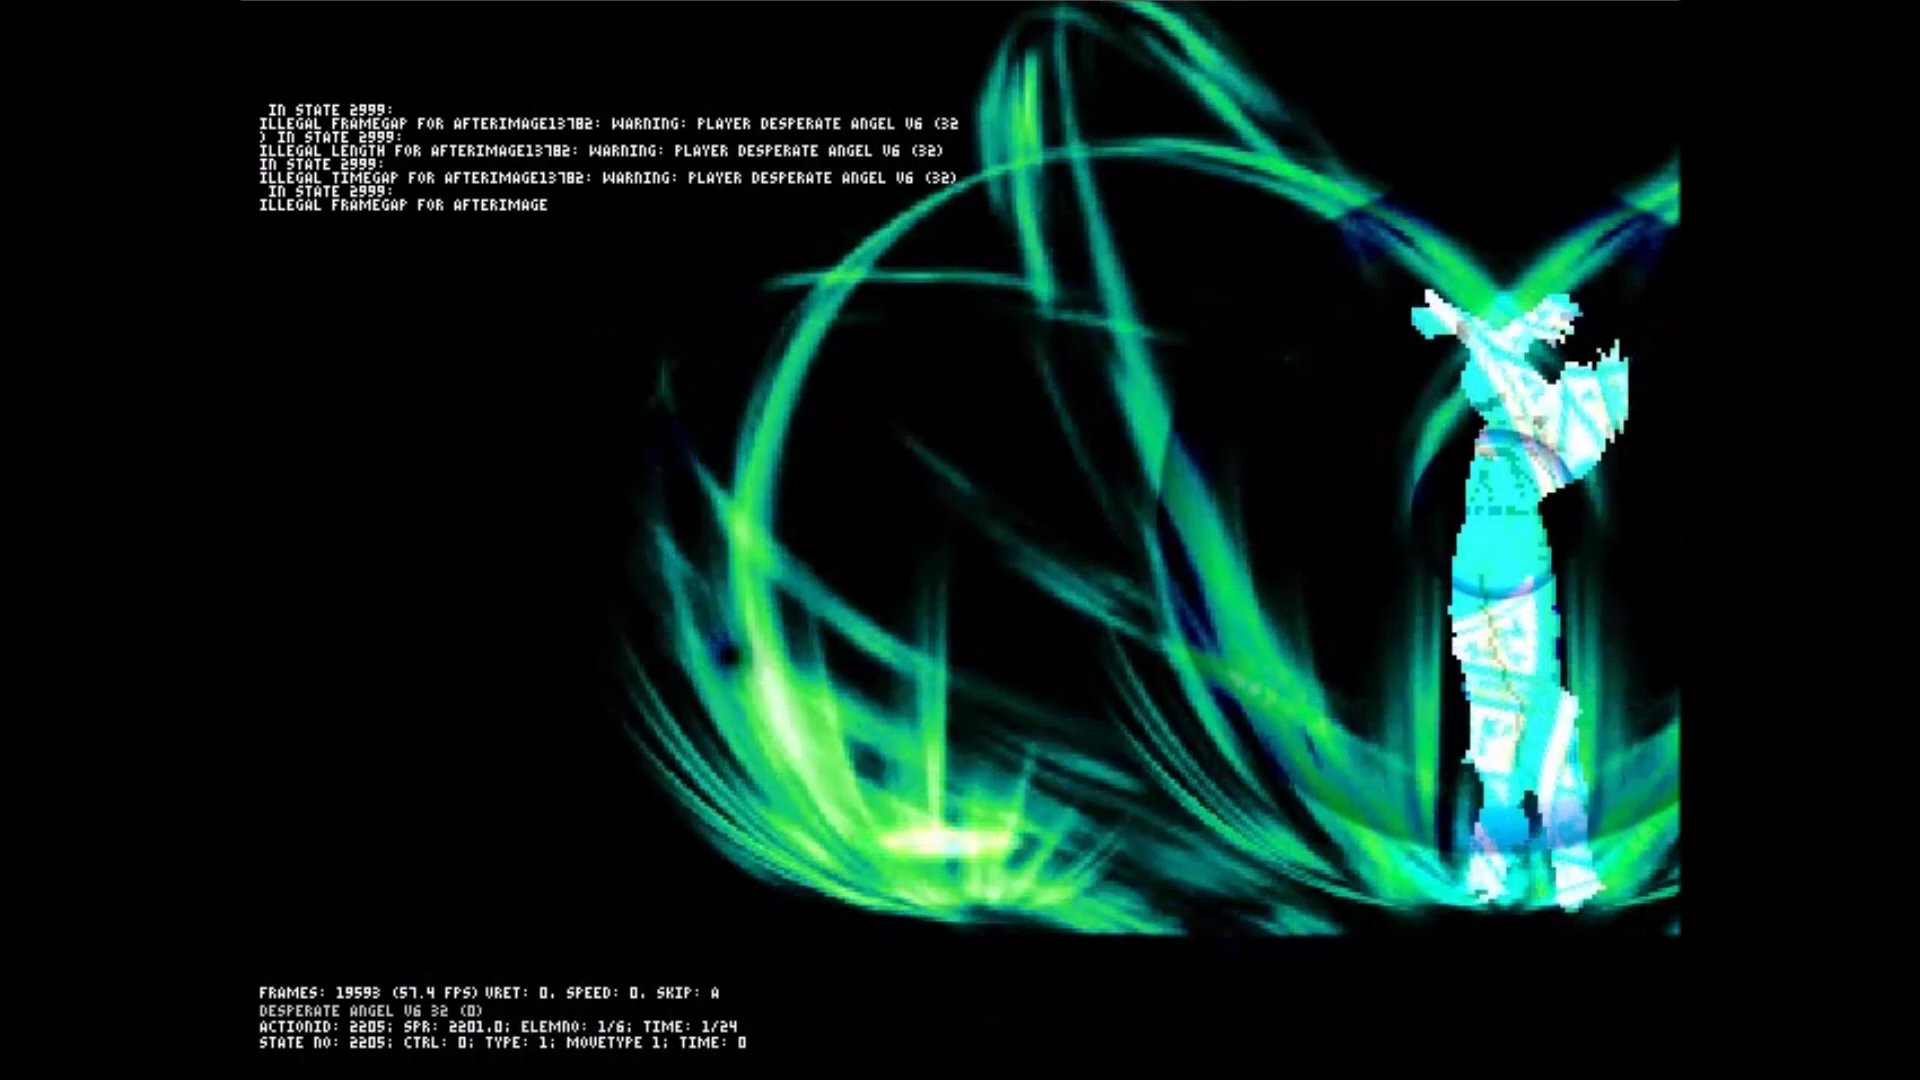 IN STATE 2999:
ILLEGAL FRAMEGAP FOR AFTERIMAGE13782: WARNING: PLAYER DESPERATE ANGEL V6 (32
) IN STATE 2999:
ILLEGAL LENGTH FOR AFTERIMAGE13782: WARNING: PLAYER DESPERATE ANGEL V6 (32)
IN STATE 2999:
ILLEGAL TIMEGAP FOR AFTERIMAGE13782: WARNING: PLAYER DESPERATE ANGEL V6 (32)
IN STATE 2999:
ILLEGAL FRAMEGAP FOR AFTERIMAGE
FRAMES: 19593 (57.4 FPS) VRET: 0. SPEED: 0. SKIP: A
DESPERATE ANGEL V6 32 (0)
ACTIONID: 2205; SPR: 2201,0; ELEMNO: 1/6; TIME: 1/24
STATE NO: 2205; CTRL: 0; TYPE: 1; MOVETYPE 1; TIME: 0